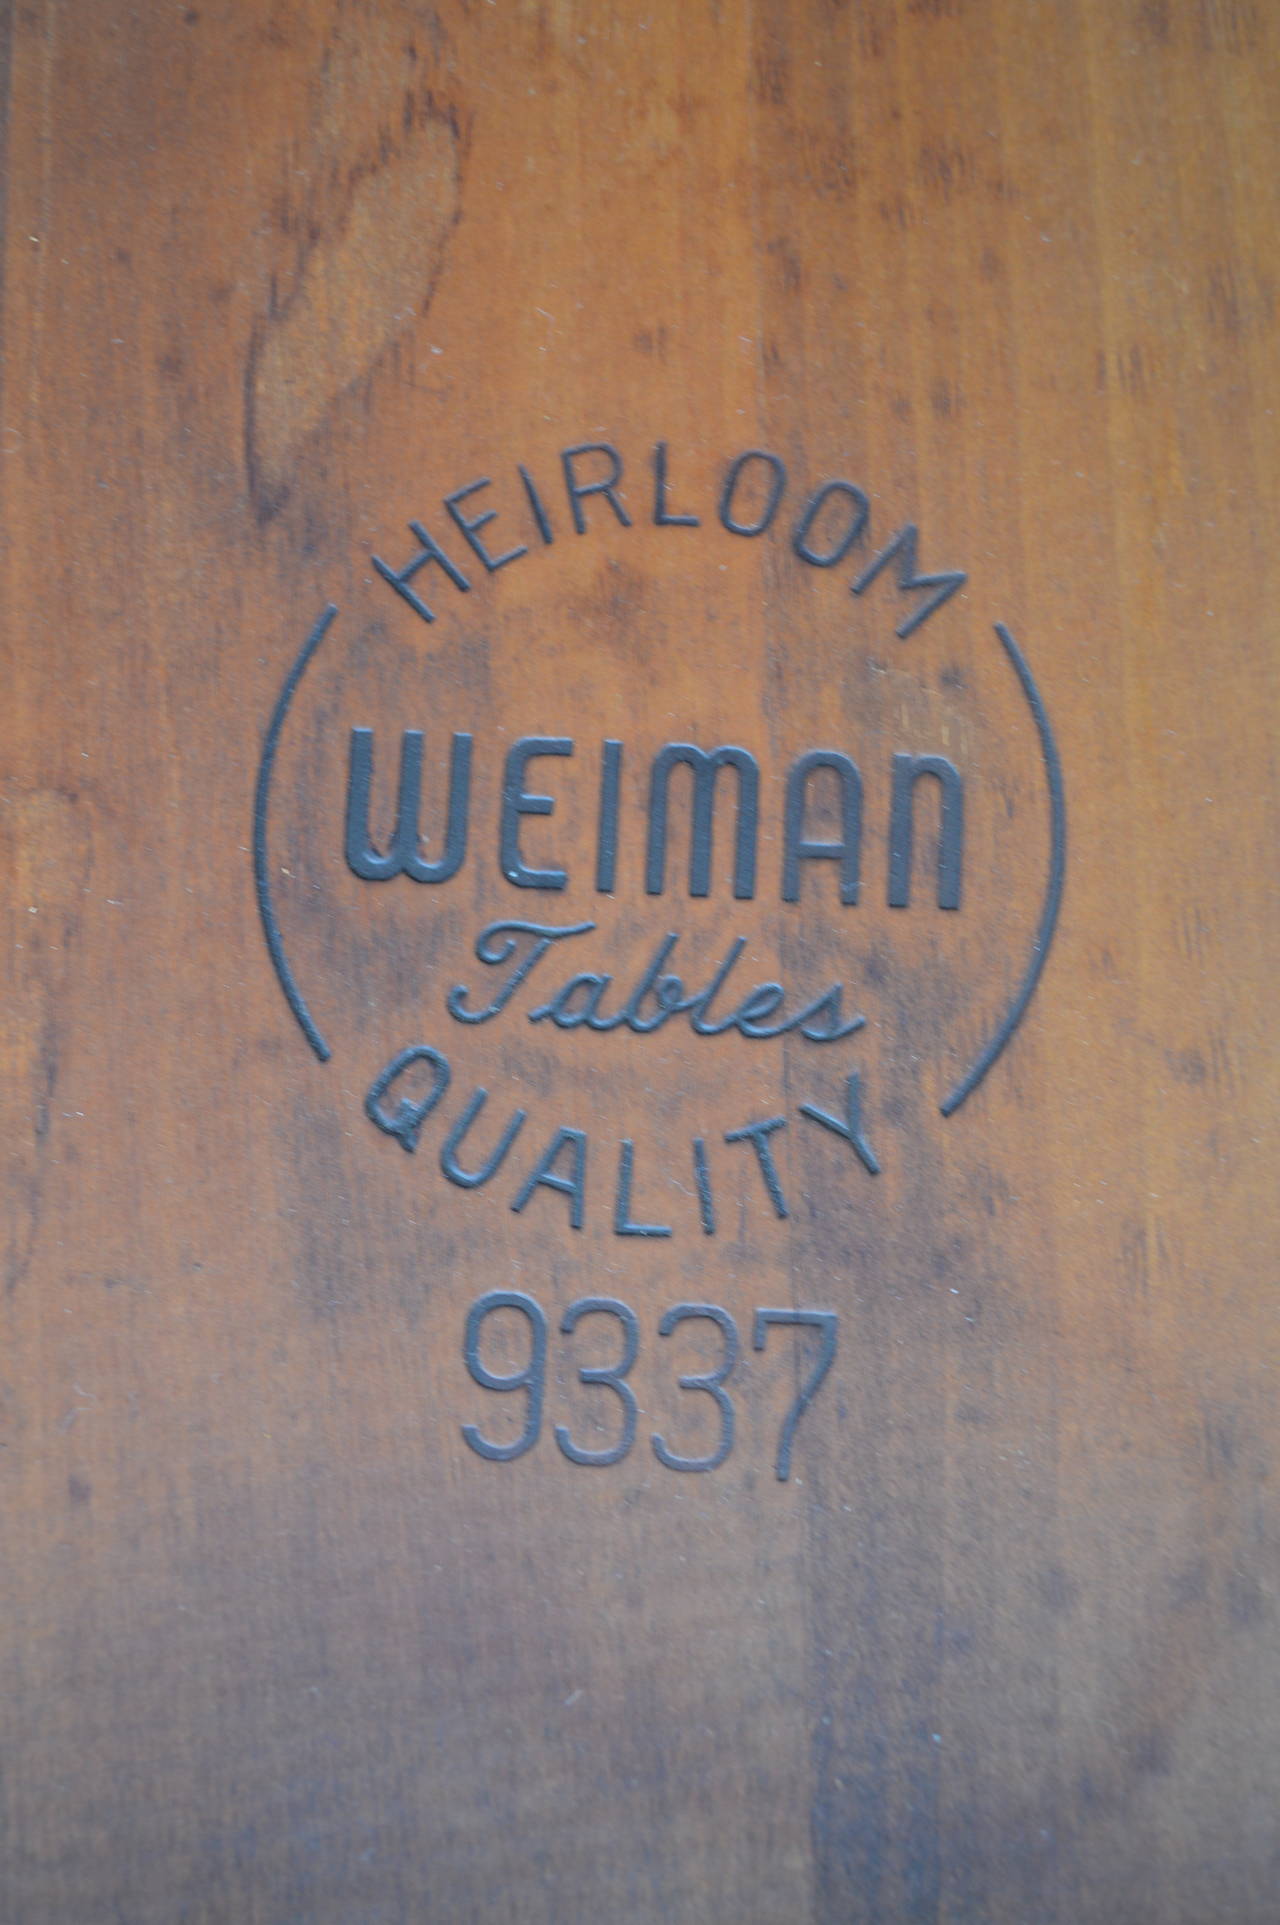 HEIRLOOM
WEIMAN
Tables
QUALITY
9337